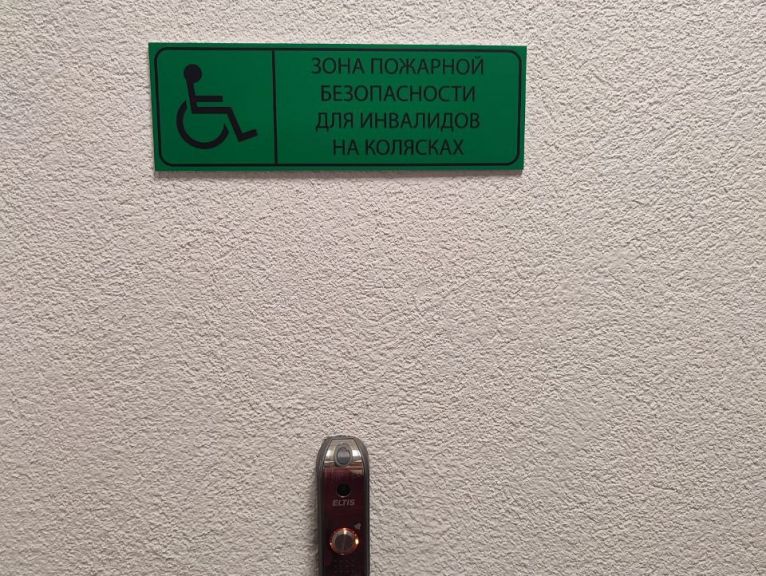 ЗОНА ПОЖАРНОЙ
БЕЗОПАСНОСТИ
ДЛЯ ИНВАЛИДОВ
НА КОЛЯСКАХ
ELTIS